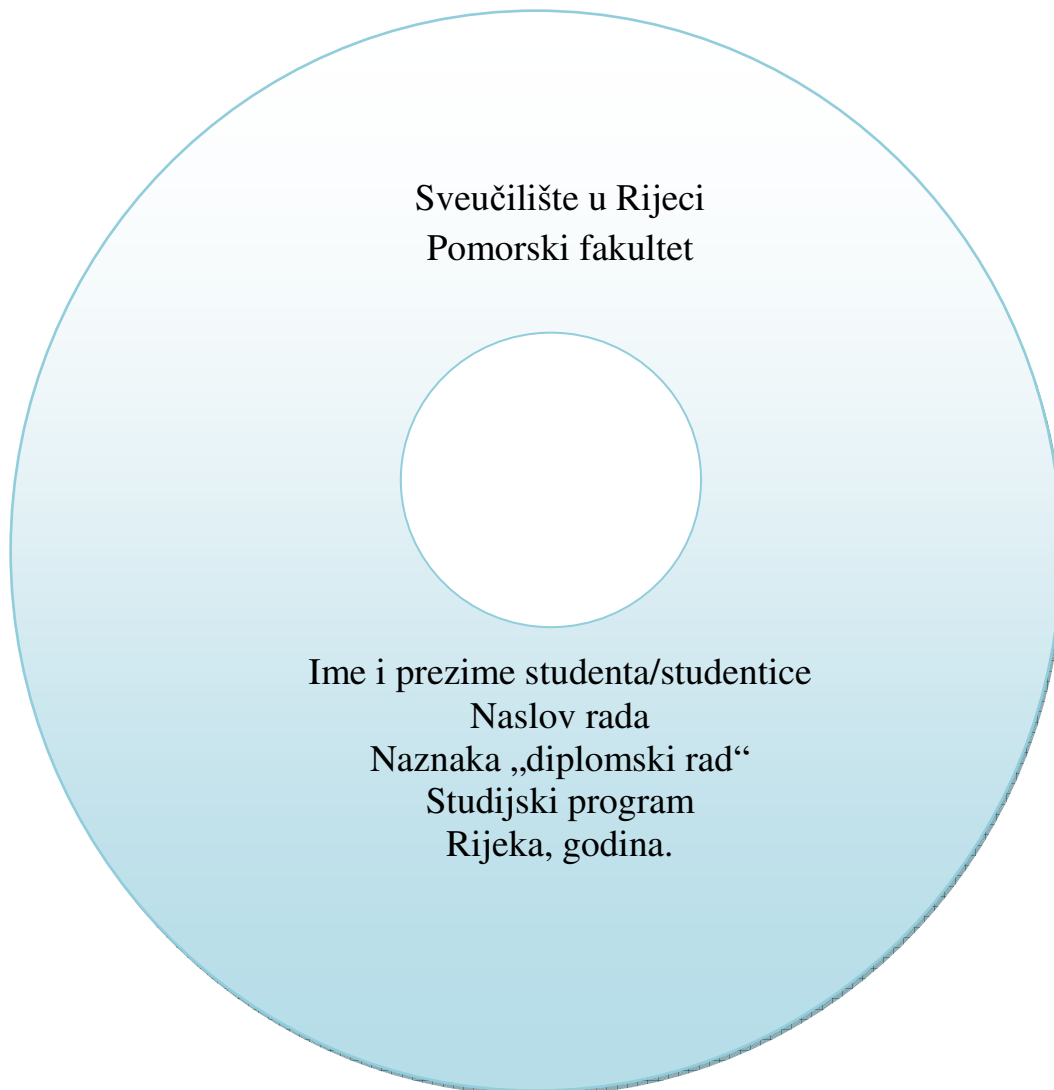 Sveučilište u Rijeci
Pomorski fakultet
Ime i prezime studenta/studentice
Naslov rada
Naznaka „diplomski rad“
Studijski program
Rijeka, godina.